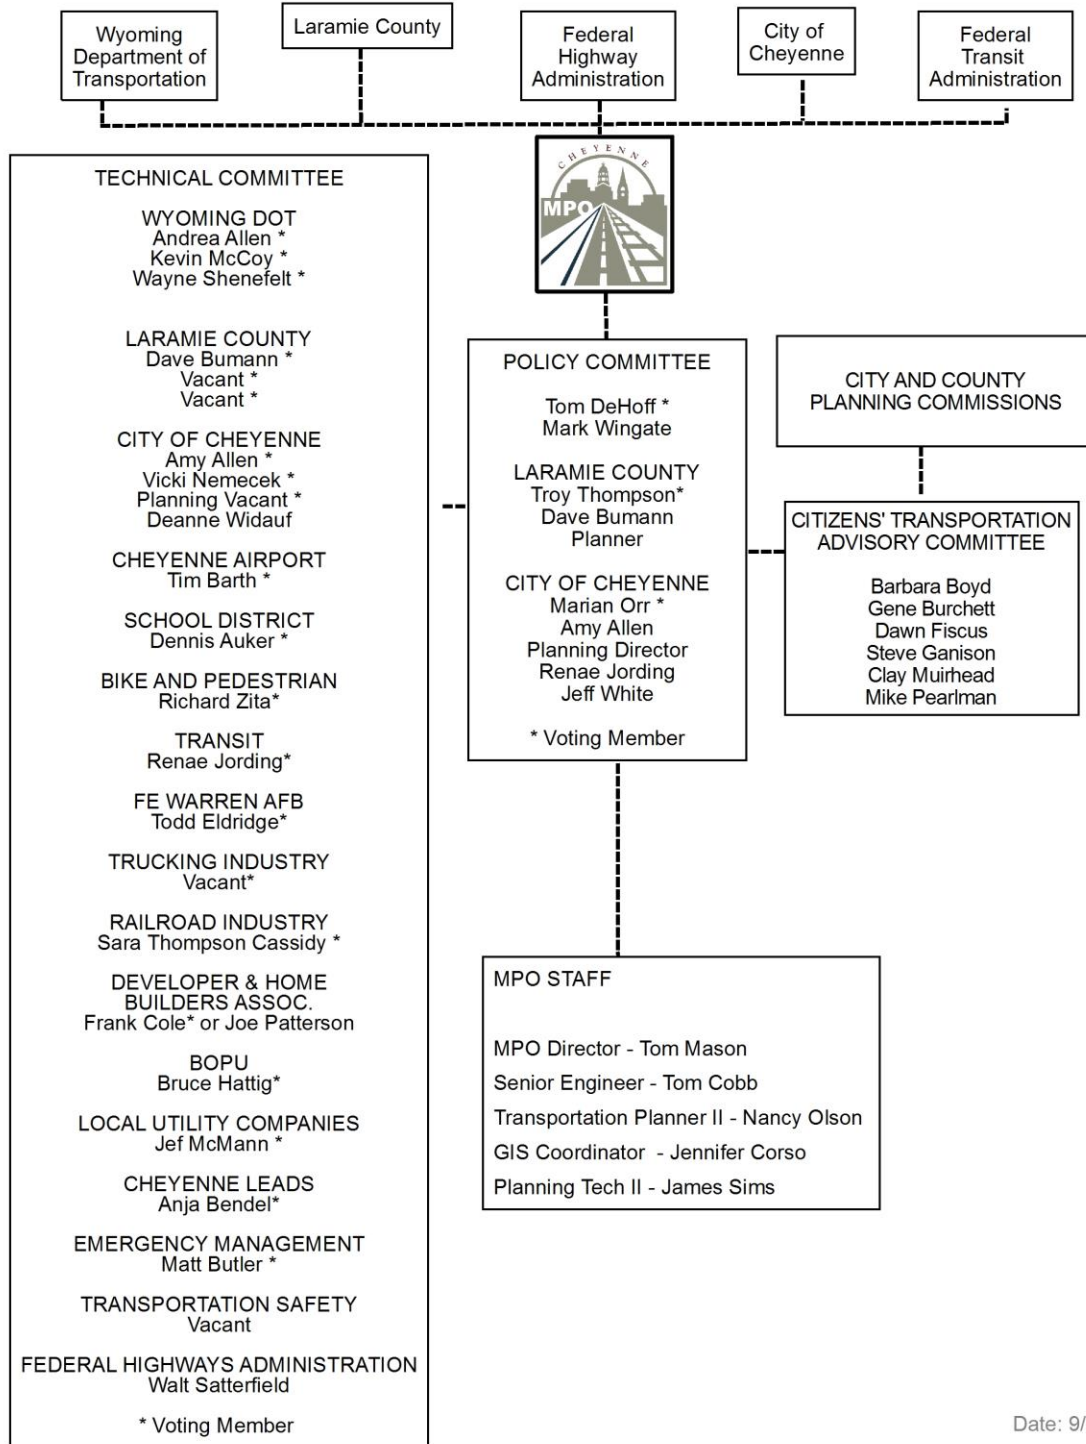 Wyoming
Department of
Transportation
Laramie County
Federal
Highway
Administration
City of
Cheyenne
Federal
Transit
Administration
CHEYENNE
MPO
TECHNICAL COMMITTEE
WYOMING DOT
Andrea Allen *
Kevin McCoy *
Wayne Shenefelt *
LARAMIE COUNTY
Dave Bumann *
Vacant *
Vacant *
CITY OF CHEYENNE
Amy Allen *
Vicki Nemecek *
Planning Vacant *
Deanne Widauf
CHEYENNE AIRPORT
Tim Barth *
SCHOOL DISTRICT
Dennis Auker *
BIKE AND PEDESTRIAN
Richard Zita*
TRANSIT
Renae Jording*
FE WARREN AFB
Todd Eldridge*
TRUCKING INDUSTRY
Vacant*
RAILROAD INDUSTRY
Sara Thompson Cassidy *
DEVELOPER & HOME
BUILDERS ASSOC.
Frank Cole* or Joe Patterson
BOPU
Bruce Hattig*
LOCAL UTILITY COMPANIES
Jef McMann *
CHEYENNE LEADS
Anja Bendel*
EMERGENCY MANAGEMENT
Matt Butler *
TRANSPORTATION SAFETY
Vacant
FEDERAL HIGHWAYS ADMINISTRATION
Walt Satterfield
* Voting Member
POLICY COMMITTEE
Tom DeHoff *
Mark Wingate
LARAMIE COUNTY
Troy Thompson*
Dave Bumann
Planner
CITY OF CHEYENNE
Marian Orr *
Amy Allen
Planning Director
Renae Jording
Jeff White
* Voting Member
CITY AND COUNTY
PLANNING COMMISSIONS
CITIZENS' TRANSPORTATION
ADVISORY COMMITTEE
Barbara Boyd
Gene Burchett
Dawn Fiscus
Steve Ganison
Clay Muirhead
Mike Pearlman
MPO STAFF
MPO Director - Tom Mason
Senior Engineer - Tom Cobb
Transportation Planner II - Nancy Olson
GIS Coordinator - Jennifer Corso
Planning Tech II - James Sims
Date: 9/